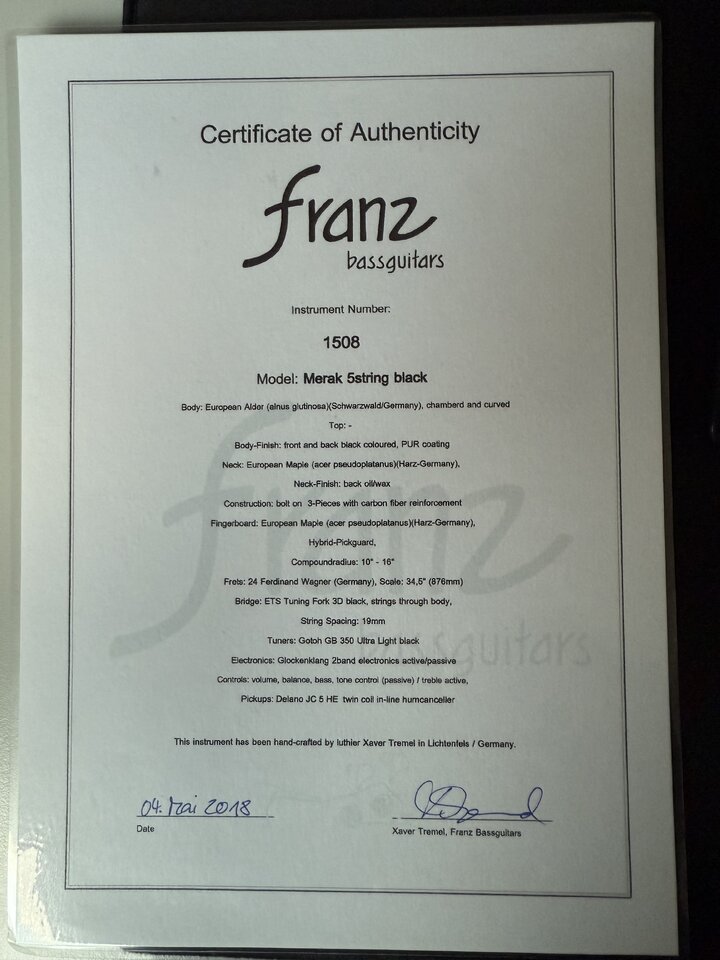 Certificate of Authenticity
franz
bassguitars
Instrument Number:
1508
Model: Merak 5string black
Body: European Alder (alnus glutinosa)(Schwarzwald/Germany), chamberd and curved
Top: -
Body-Finish: front and back black coloured, PUR coating
Neck: European Maple (acer pseudoplatanus)(Harz-Germany),
Neck-Finish: back oil/wax
Construction: bolt on 3-Pieces with carbon fiber reinforcement
Fingerboard: European Maple (acer pseudoplatanus)(Harz-Germany),
Hybrid-Pickguard,
Compoundradius: 10" - 16"
Frets: 24 Ferdinand Wagner (Germany), Scale: 34,5" (876mm)
Bridge: ETS Tuning Fork 3D black, strings through body,
String Spacing: 19mm
Tuners: Gotoh GB 350 Ultra Light black
Electronics: Glockenklang 2band electronics active/passive
Controls: volume, balance, bass, tone control (passive) / treble active,
Pickups: Delano JC 5 HE twin coil in-line humcanceller
This instrument has been hand-crafted by luthier Xaver Tremel in Lichtenfels / Germany.
04. Mai 2018
Date
Xaver Tremel, Franz Bassguitars
franz
bassguitars